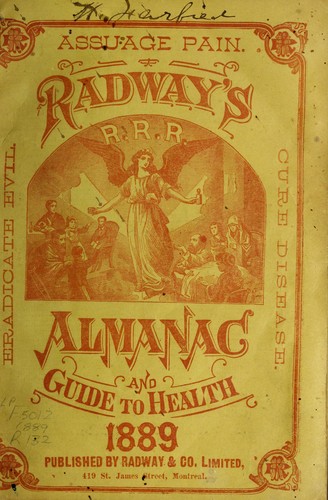 ASSUAGE PAIN.
RADWAY'S
R.R.R.
ERADICATE EVIL
CURE DISEASE.
ALMANAC
AND
GUIDE TO HEALTH
1889
PUBLISHED BY RADWAY & CO. LIMITED,
419 St. James Street, Montreal.